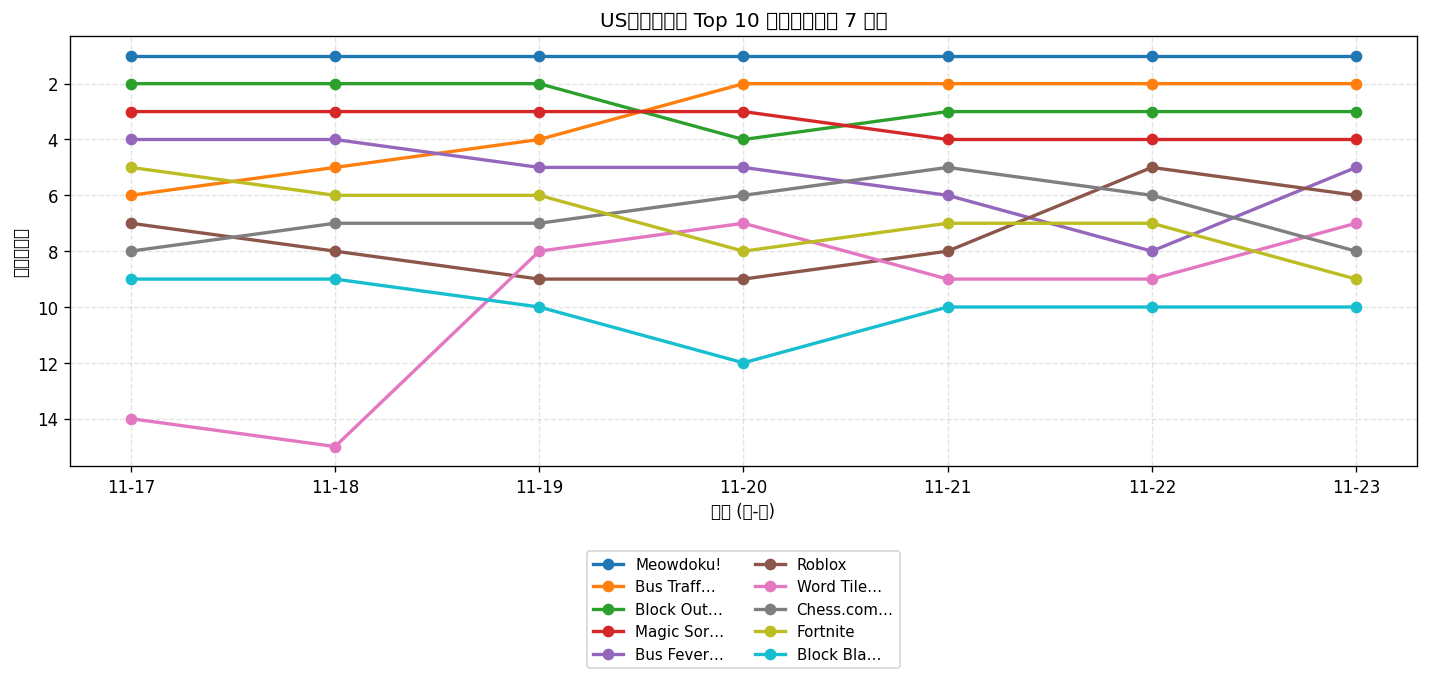 US Top 10 7
2
4
6
8
10
12
14
11-17
11-18
11-19
11-20
11-21
11-22
11-23
( - )
Meowdoku!
Bus Traff...
Block Out...
Magic Sor...
Bus Fever...
Roblox
Word Tile...
Chess.com...
Fortnite
Block Bla...